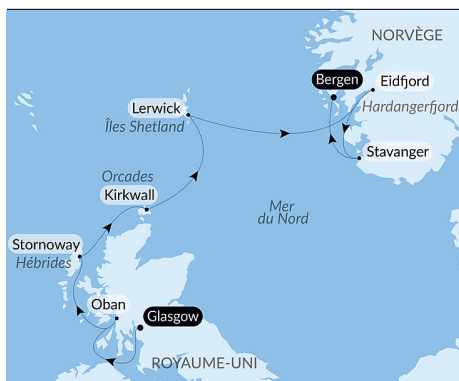 NORVÈGE
Bergen
Eidfjord
Hardangerfjord
Lerwick
Îles Shetland
Stavanger
Orcades
Kirkwall
Mer
du Nord
Stornoway
Hébrides
Oban
Glasgow
ROYAUME-UNI